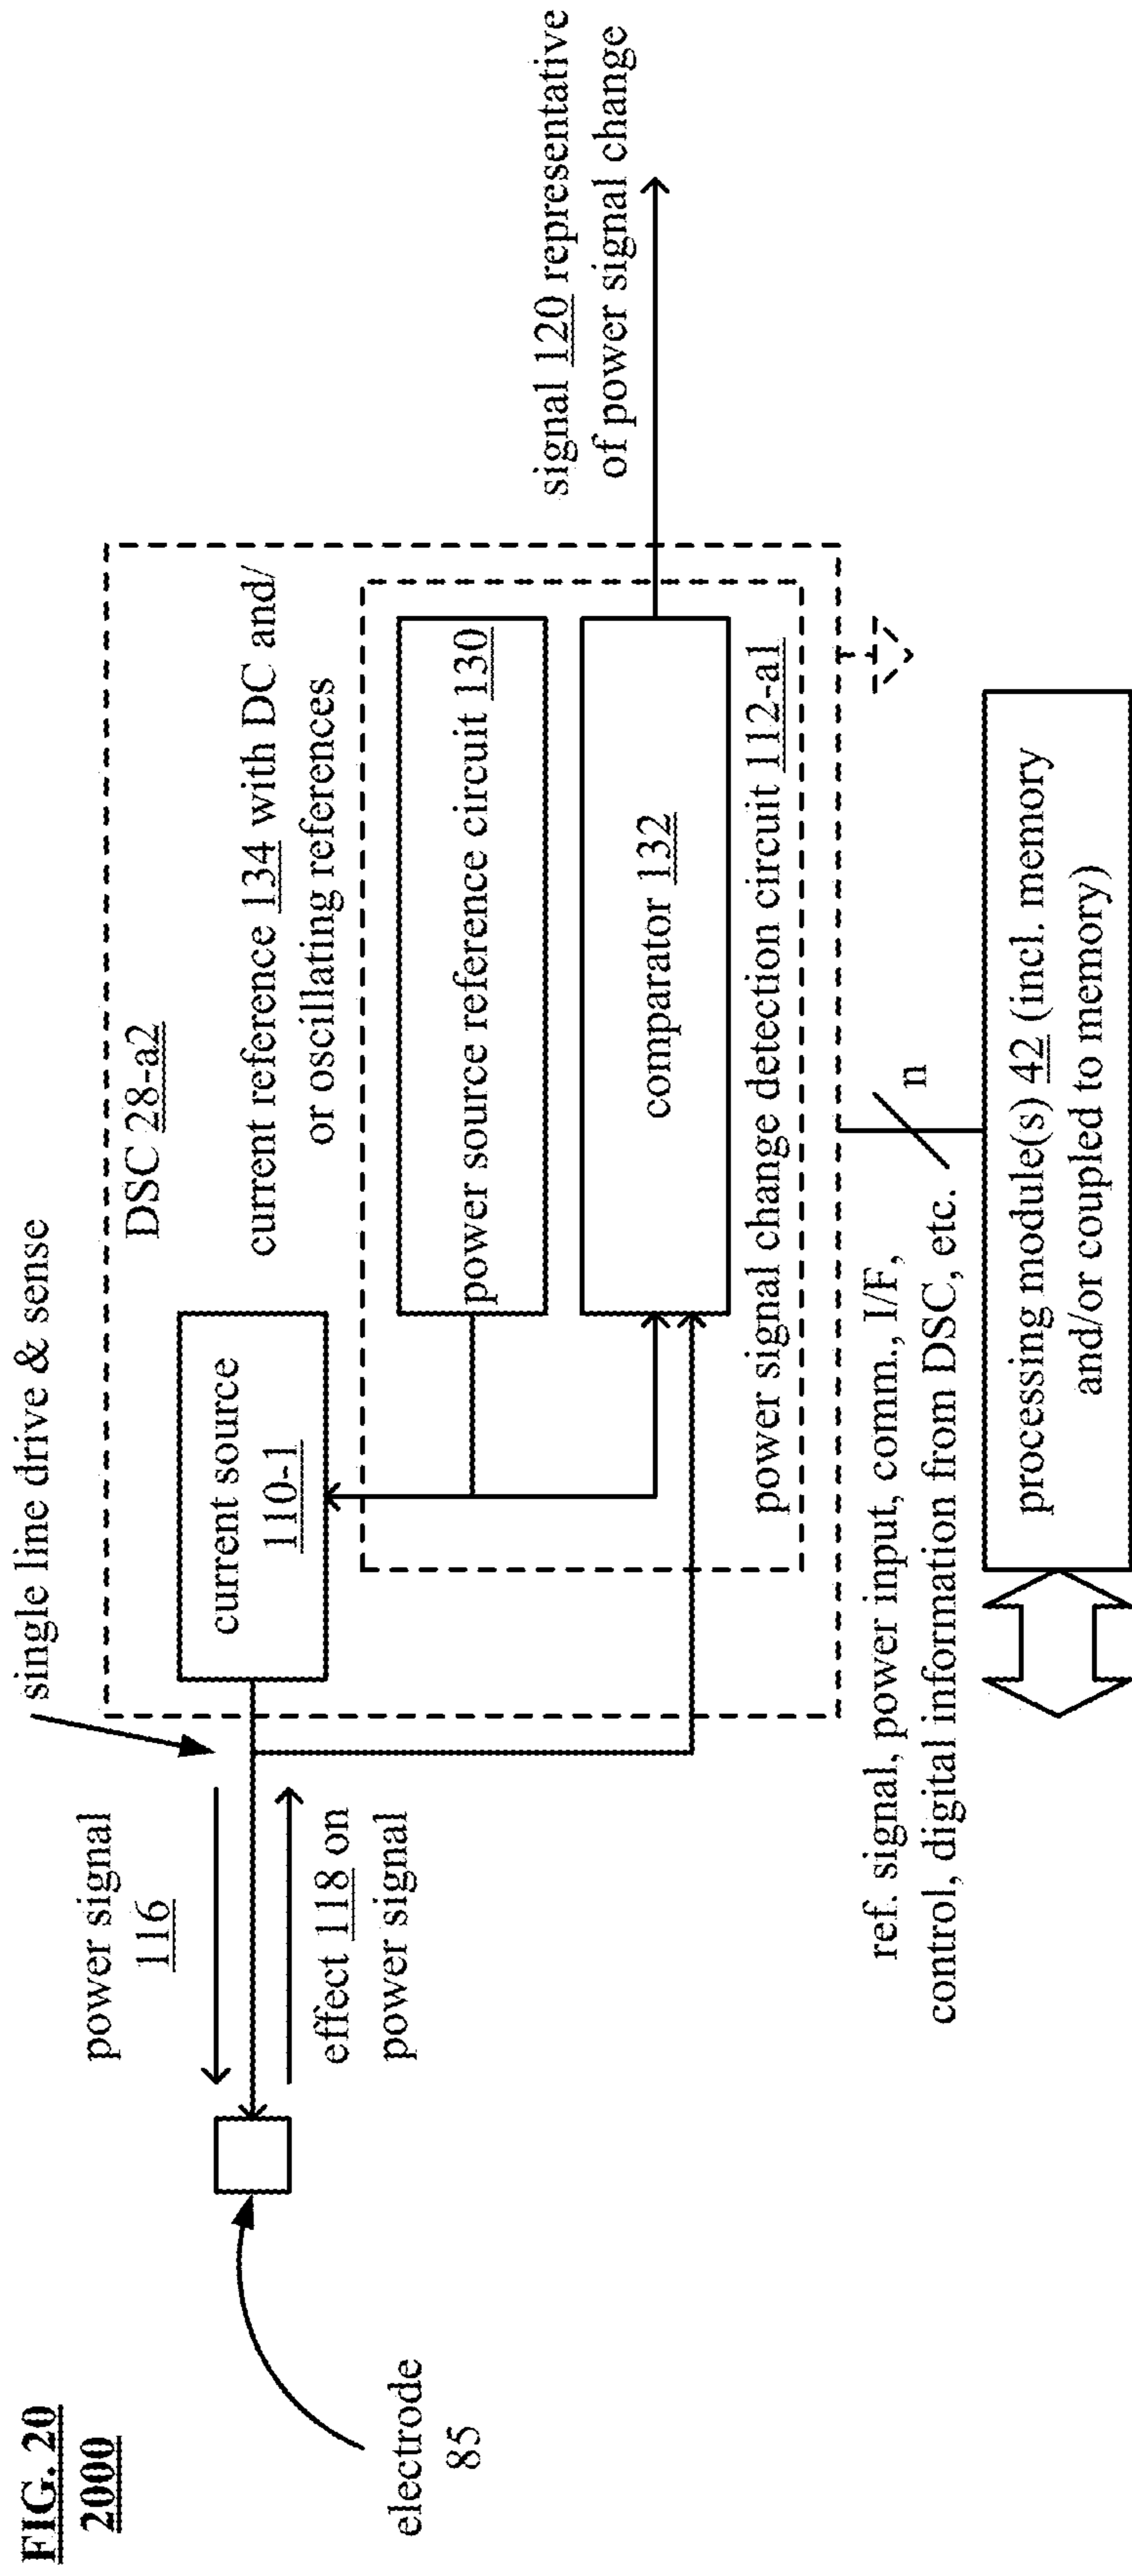 FIG. 20
2000
single line drive & sense
power signal
116
effect 118 on
power signal
electrode
85
DSC 28-a2
current source
110-1
current reference 134 with DC and/
or oscillating references
power source reference circuit 130
comparator 132
power signal change detection circuit 112-a1
signal 120 representative
of power signal change
ref. signal, power input, comm., I/F,
control, digital information from DSC, etc.
n
processing module(s) 42 (incl. memory
and/or coupled to memory)